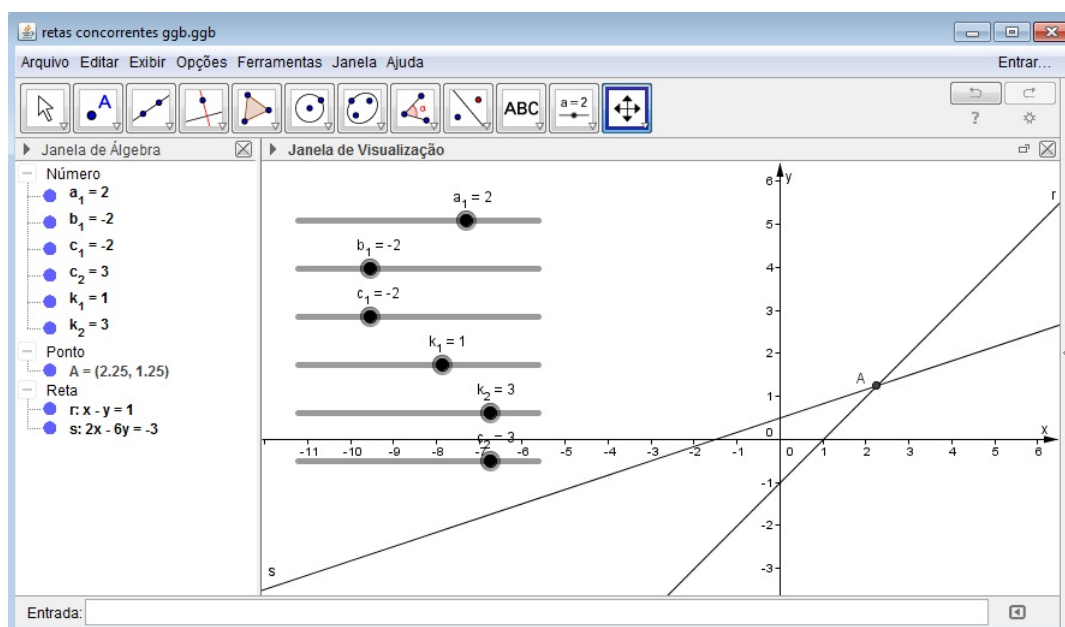 retas concorrentes ggb.ggb
Arquivo Editar Exibir Opções Ferramentas Janela Ajuda Entrar...
A α ABC a=2 ?
Janela de Álgebra
Número
a₁ = 2
b₁ = -2
c₁ = -2
c₂ = 3
k₁ = 1
k₂ = 3
Ponto
A = (2.25, 1.25)
Reta
r: x - y = 1
s: 2x - 6y = -3
Janela de Visualização
a₁ = 2
b₁ = -2
c₁ = -2
k₁ = 1
k₂ = 3
c₂ = 3
y
r
6
5
4
3
2
1
0
A
x
-11 -10 -9 -8 -7 -6 -5 -4 -3 -2 -1 0 1 2 3 4 5 6
-1
-2
-3
s
Entrada: